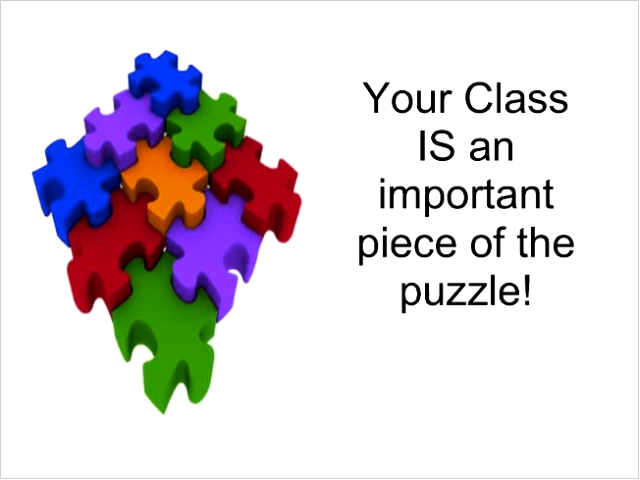 Your Class
IS an
important
piece of the
puzzle!